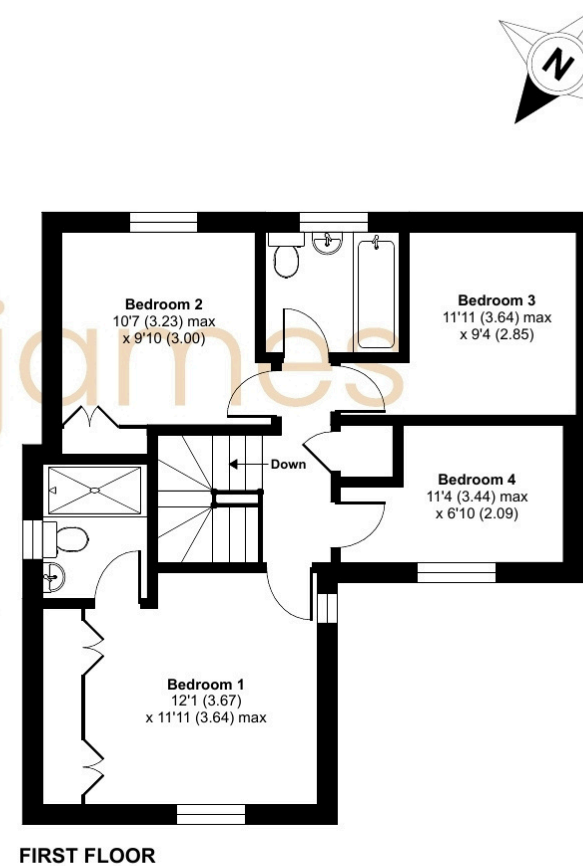 N
Bedroom 2
10'7 (3.23) max
x 9'10 (3.00)
Bedroom 3
11'11 (3.64) max
x 9'4 (2.85)
james
Down
Bedroom 4
11'4 (3.44) max
x 6'10 (2.09)
Bedroom 1
12'1 (3.67)
x 11'11 (3.64) max
FIRST FLOOR